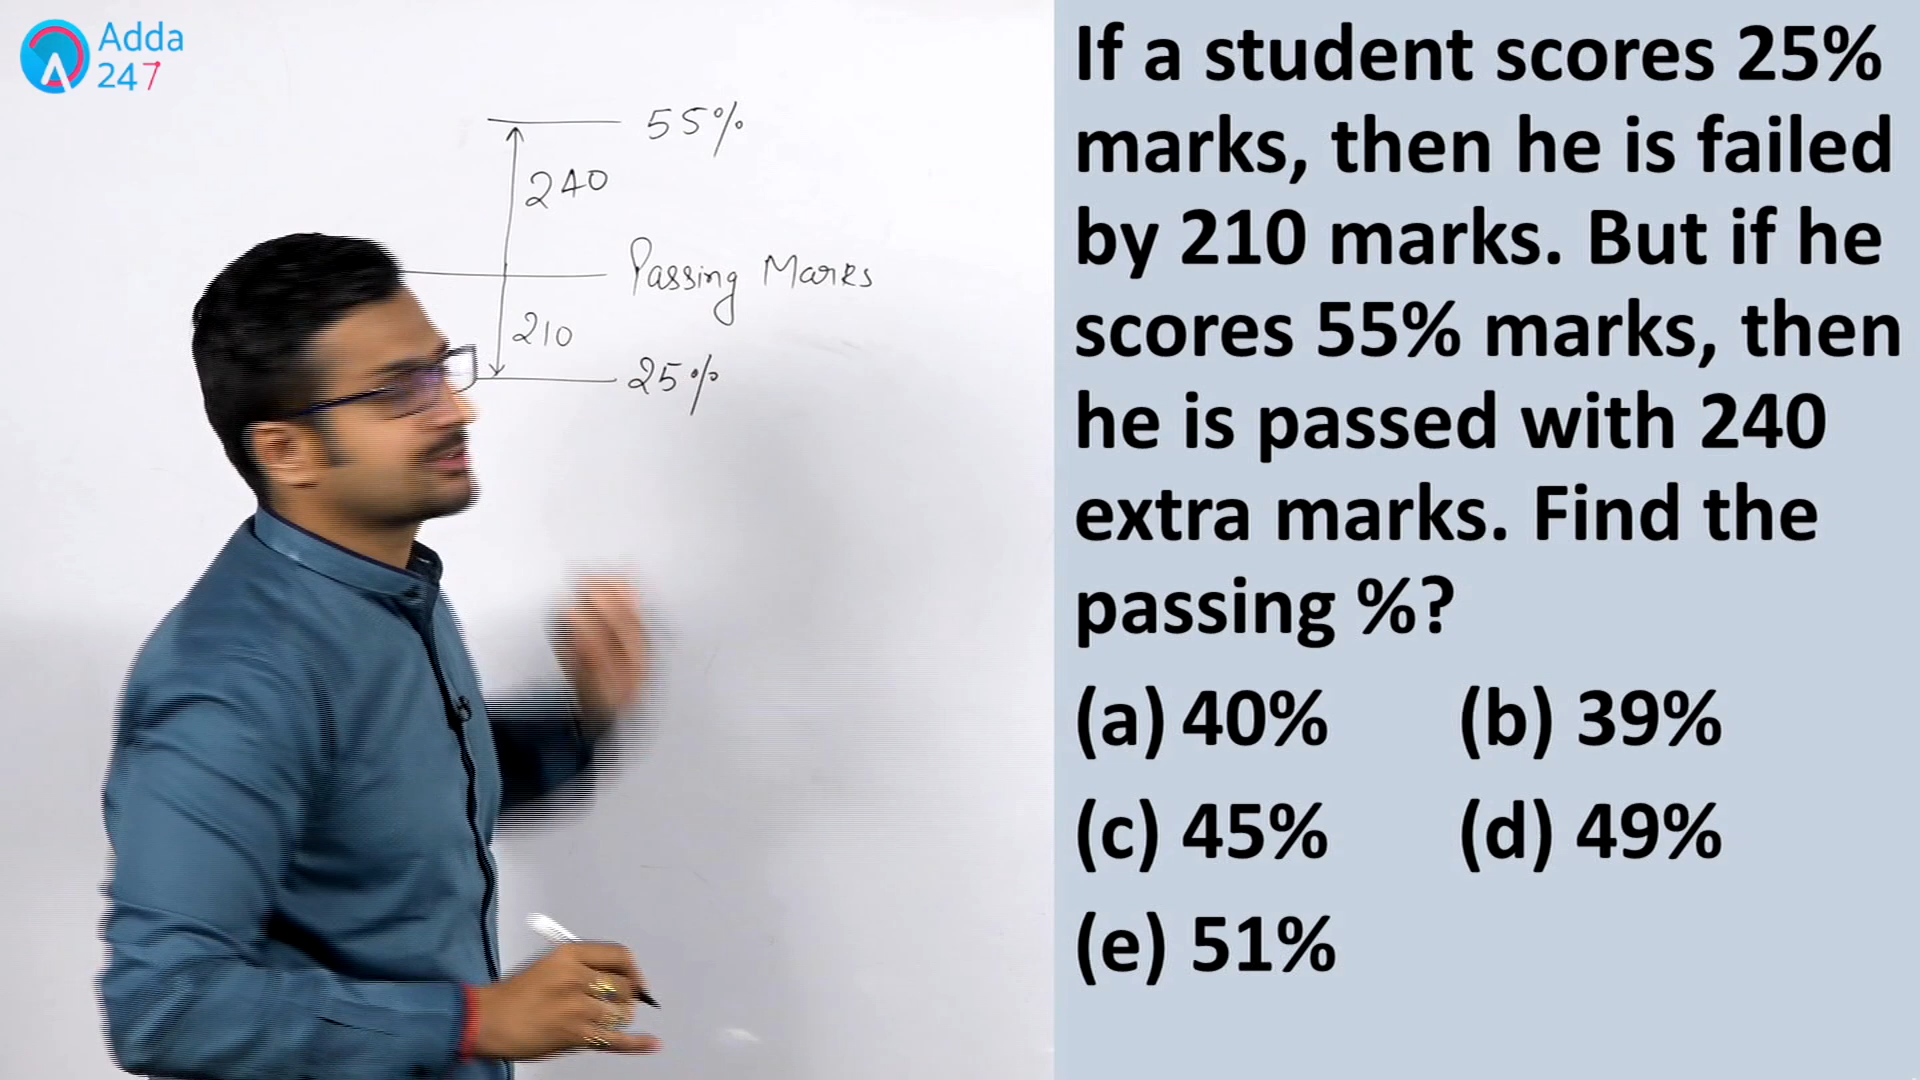 Adda
247
55%
240
Passing Marks
210
25%
If a student scores 25%
marks, then he is failed
by 210 marks. But if he
scores 55% marks, then
he is passed with 240
extra marks. Find the
passing %?
(a) 40% (b) 39%
(c) 45% (d) 49%
(e) 51%